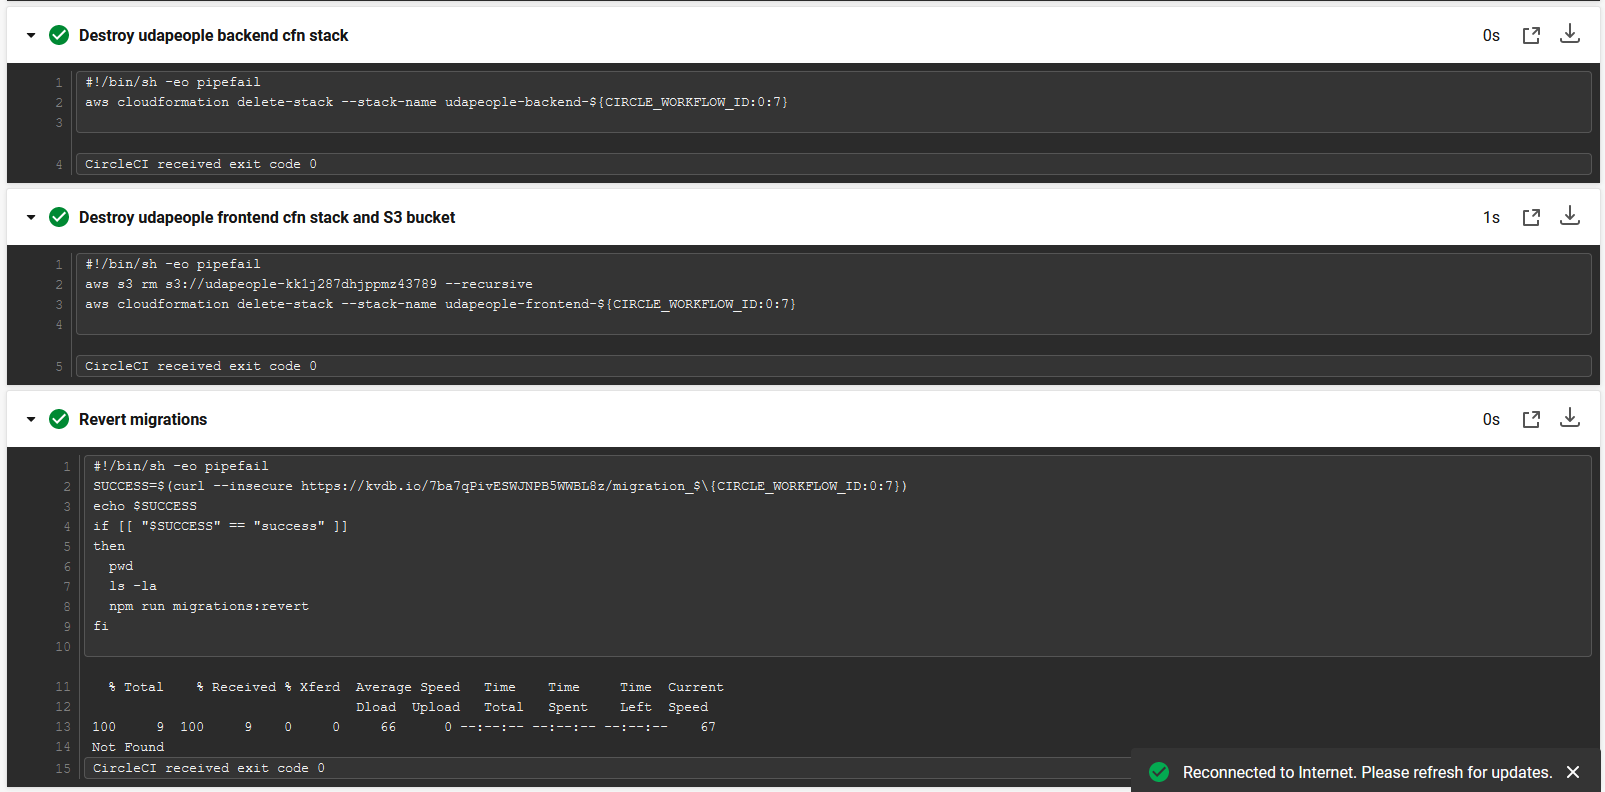 Destroy udapeople backend cfn stack 0s
1 #!/bin/sh -eo pipefail
2 aws cloudformation delete-stack --stack-name udapeople-backend-${CIRCLE_WORKFLOW_ID:0:7}
3
4 CircleCI received exit code 0
Destroy udapeople frontend cfn stack and S3 bucket 1s
1 #!/bin/sh -eo pipefail
2 aws s3 rm s3://udapeople-kk1j287dhjppmz43789 --recursive
3 aws cloudformation delete-stack --stack-name udapeople-frontend-${CIRCLE_WORKFLOW_ID:0:7}
4
5 CircleCI received exit code 0
Revert migrations 0s
1 #!/bin/sh -eo pipefail
2 SUCCESS=$(curl --insecure https://kvdb.io/7ba7qPivESWJNPB5WWBL8z/migration_$\{CIRCLE_WORKFLOW_ID:0:7})
3 echo $SUCCESS
4 if [[ "$SUCCESS" == "success" ]]
5 then
6 pwd
7 ls -la
8 npm run migrations:revert
9 fi
10
11 % Total % Received % Xferd Average Speed Time Time Time Current
12 Dload Upload Total Spent Left Speed
13 100 9 100 9 0 0 66 0 --:--:-- --:--:-- --:--:-- 67
14 Not Found
15 CircleCI received exit code 0
Reconnected to Internet. Please refresh for updates.